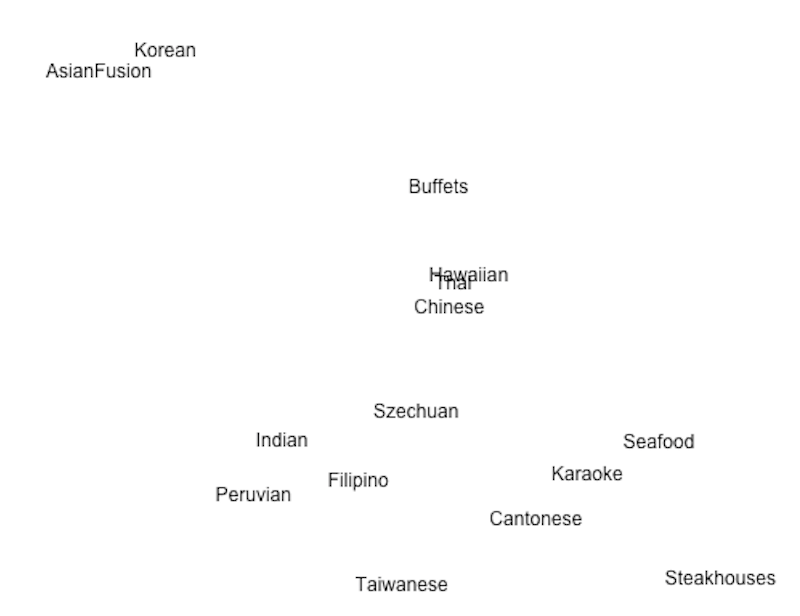 Korean
AsianFusion
Buffets
Hawaiian
Thai
Chinese
Szechuan
Indian
Seafood
Karaoke
Filipino
Peruvian
Cantonese
Steakhouses
Taiwanese